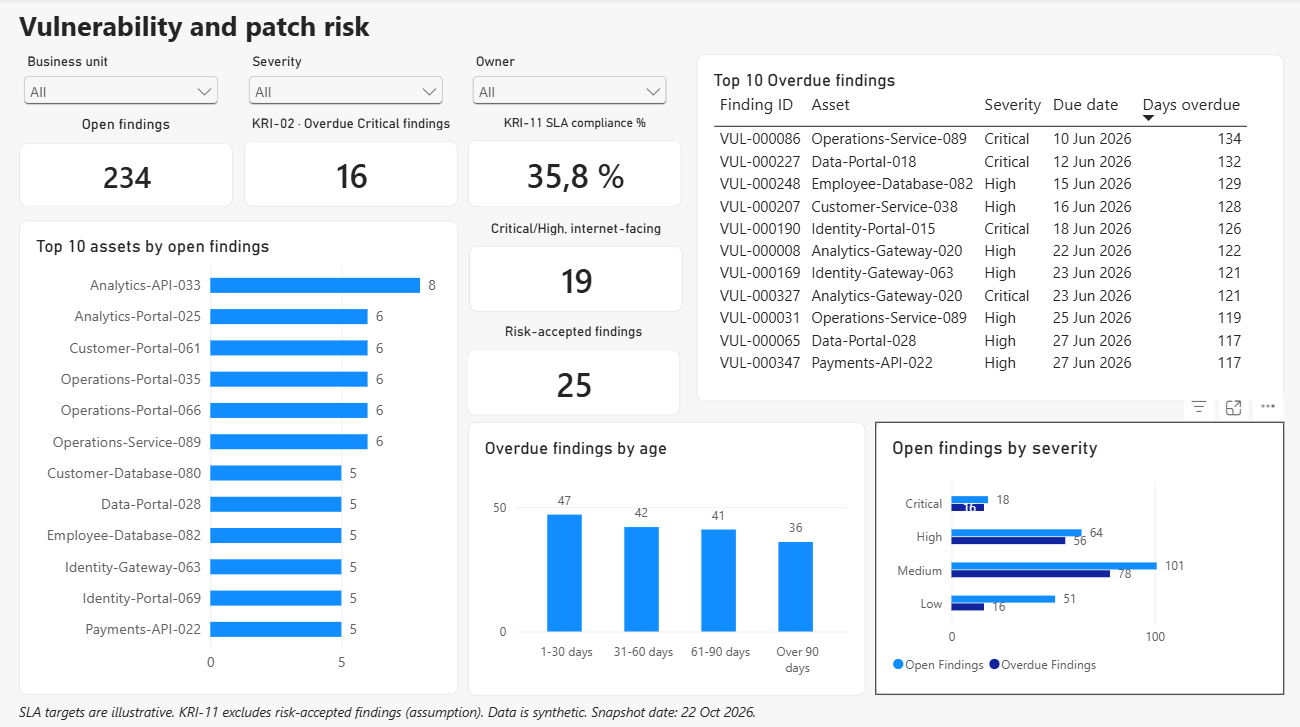 Vulnerability and patch risk
Business unit
All
Severity
All
Owner
All
Open findings
234
KRI-02 · Overdue Critical findings
16
KRI-11 SLA compliance %
35,8 %
Critical/High, internet-facing
19
Risk-accepted findings
25
Top 10 Overdue findings
Finding ID Asset Severity Due date Days overdue
VUL-000086 Operations-Service-089 Critical 10 Jun 2026 134
VUL-000227 Data-Portal-018 Critical 12 Jun 2026 132
VUL-000248 Employee-Database-082 High 15 Jun 2026 129
VUL-000207 Customer-Service-038 High 16 Jun 2026 128
VUL-000190 Identity-Portal-015 Critical 18 Jun 2026 126
VUL-000008 Analytics-Gateway-020 High 22 Jun 2026 122
VUL-000169 Identity-Gateway-063 High 23 Jun 2026 121
VUL-000327 Analytics-Gateway-020 Critical 23 Jun 2026 121
VUL-000031 Operations-Service-089 High 25 Jun 2026 119
VUL-000065 Data-Portal-028 High 27 Jun 2026 117
VUL-000347 Payments-API-022 High 27 Jun 2026 117
Top 10 assets by open findings
Analytics-API-033 8
Analytics-Portal-025 6
Customer-Portal-061 6
Operations-Portal-035 6
Operations-Portal-066 6
Operations-Service-089 6
Customer-Database-080 5
Data-Portal-028 5
Employee-Database-082 5
Identity-Gateway-063 5
Identity-Portal-069 5
Payments-API-022 5
0 5
Overdue findings by age
50
0
47 42 41 36
1-30 days 31-60 days 61-90 days Over 90
days
Open findings by severity
Critical 18
16
High 64
56
Medium 101
78
Low 51
16
0 100
Open Findings Overdue Findings
SLA targets are illustrative. KRI-11 excludes risk-accepted findings (assumption). Data is synthetic. Snapshot date: 22 Oct 2026.